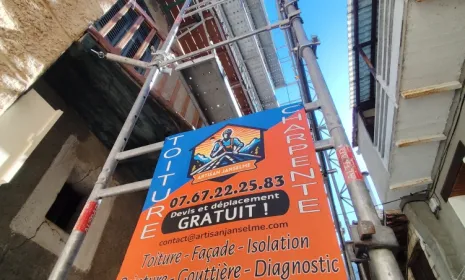 TOITURE
CHARPENTE
ARTISAN JANSELME
07.67.22.25.83
Devis et déplacement
GRATUIT !
contact@artisanjanselme.com
Toiture - Façade - Isolation
Peinture - Gouttière - Diagnostic